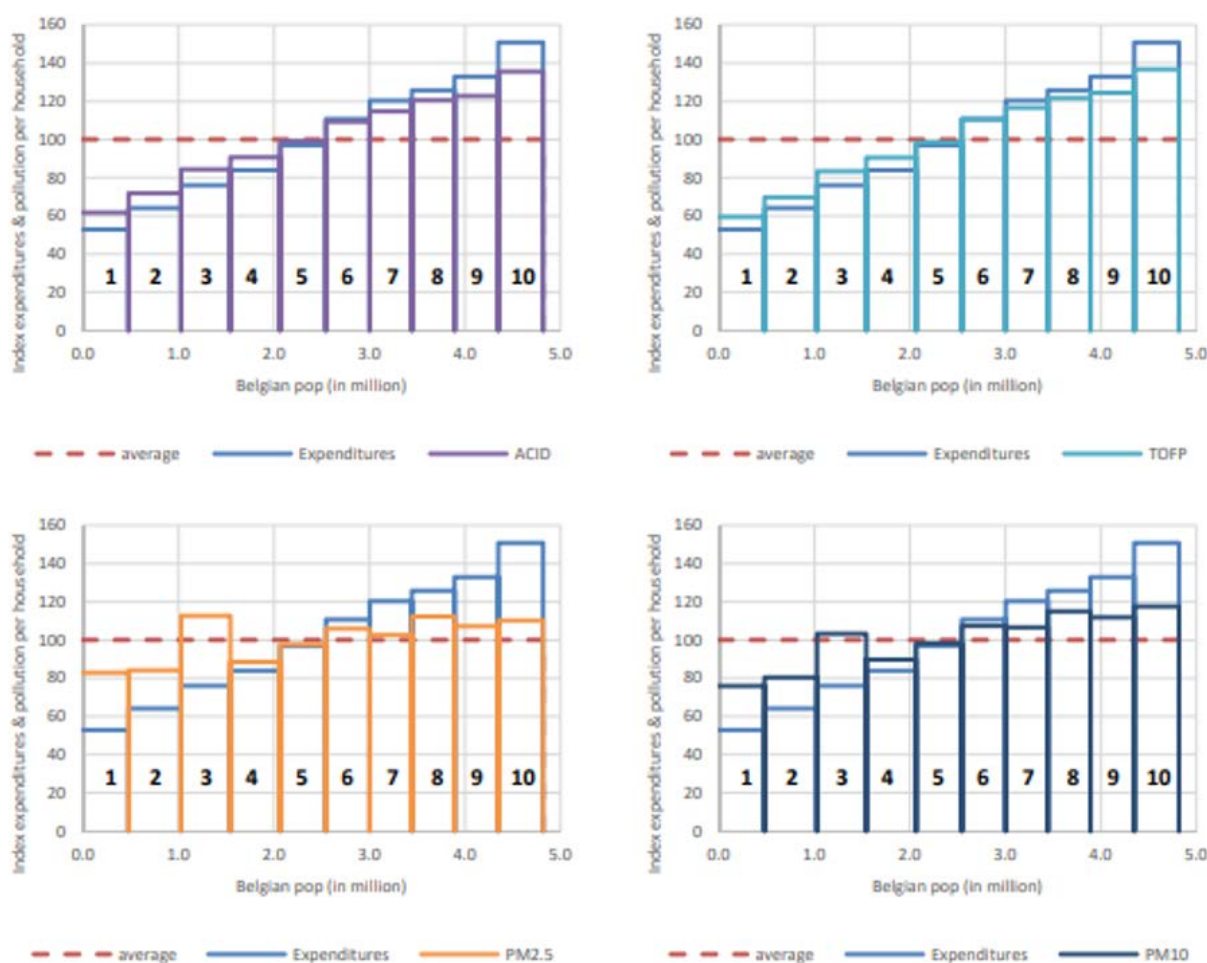 Index expenditures & pollution per household
160
140
120
100
80
60
40
20
0
1 2 3 4 5 6 7 8 9 10
0.0 1.0 2.0 3.0 4.0 5.0
Belgian pop (in million)
average Expenditures ACID
Index expenditures & pollution per household
160
140
120
100
80
60
40
20
0
1 2 3 4 5 6 7 8 9 10
0.0 1.0 2.0 3.0 4.0 5.0
Belgian pop (in million)
average Expenditures TOFP
Index expenditures & pollution per household
160
140
120
100
80
60
40
20
0
1 2 3 4 5 6 7 8 9 10
0.0 1.0 2.0 3.0 4.0 5.0
Belgian pop (in million)
average Expenditures PM2.5
Index expenditures & pollution per household
160
140
120
100
80
60
40
20
0
1 2 3 4 5 6 7 8 9 10
0.0 1.0 2.0 3.0 4.0 5.0
Belgian pop (in million)
average Expenditures PM10